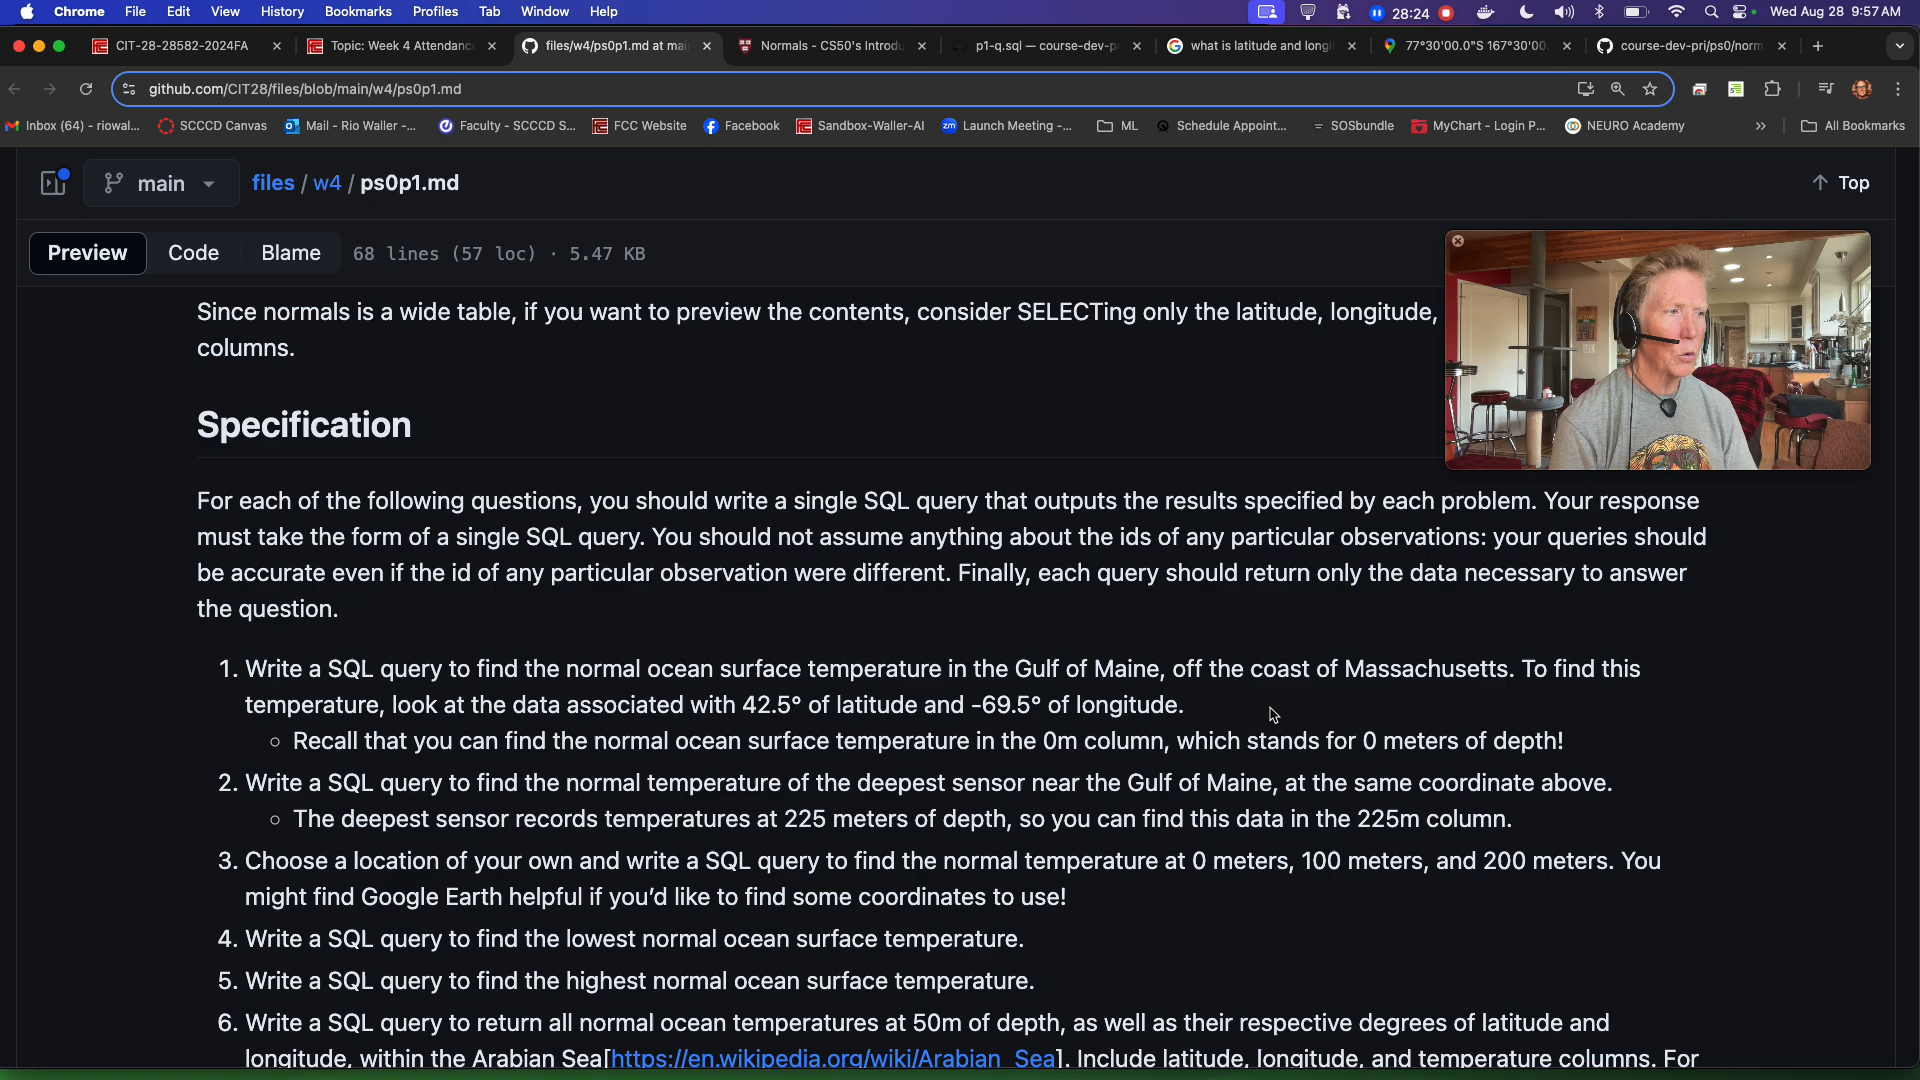 Chrome File Edit View History Bookmarks Profiles Tab Window Help 28:24 Wed Aug 28 9:57 AM
CIT-28-28582-2024FA Topic: Week 4 Attendanc files/w4/ps0p1.md at mai Normals - CS50's Introdu p1-q.sql — course-dev-p what is latitude and longi 77°30'00.0"S 167°30'00 course-dev-pri/ps0/norm
github.com/CIT28/files/blob/main/w4/ps0p1.md
Inbox (64) - riowal... SCCCD Canvas Mail - Rio Waller -... Faculty - SCCCD S... FCC Website Facebook Sandbox-Waller-AI Launch Meeting -... ML Schedule Appoint... SOSbundle MyChart - Login P... NEURO Academy » All Bookmarks
main files / w4 / ps0p1.md Top
Preview Code Blame 68 lines (57 loc) · 5.47 KB
Since normals is a wide table, if you want to preview the contents, consider SELECTing only the latitude, longitude,
columns.
Specification
For each of the following questions, you should write a single SQL query that outputs the results specified by each problem. Your response
must take the form of a single SQL query. You should not assume anything about the ids of any particular observations: your queries should
be accurate even if the id of any particular observation were different. Finally, each query should return only the data necessary to answer
the question.
1. Write a SQL query to find the normal ocean surface temperature in the Gulf of Maine, off the coast of Massachusetts. To find this
temperature, look at the data associated with 42.5° of latitude and -69.5° of longitude.
○ Recall that you can find the normal ocean surface temperature in the 0m column, which stands for 0 meters of depth!
2. Write a SQL query to find the normal temperature of the deepest sensor near the Gulf of Maine, at the same coordinate above.
○ The deepest sensor records temperatures at 225 meters of depth, so you can find this data in the 225m column.
3. Choose a location of your own and write a SQL query to find the normal temperature at 0 meters, 100 meters, and 200 meters. You
might find Google Earth helpful if you’d like to find some coordinates to use!
4. Write a SQL query to find the lowest normal ocean surface temperature.
5. Write a SQL query to find the highest normal ocean surface temperature.
6. Write a SQL query to return all normal ocean temperatures at 50m of depth, as well as their respective degrees of latitude and
longitude, within the Arabian Sea[https://en.wikipedia.org/wiki/Arabian_Sea]. Include latitude, longitude, and temperature columns. For